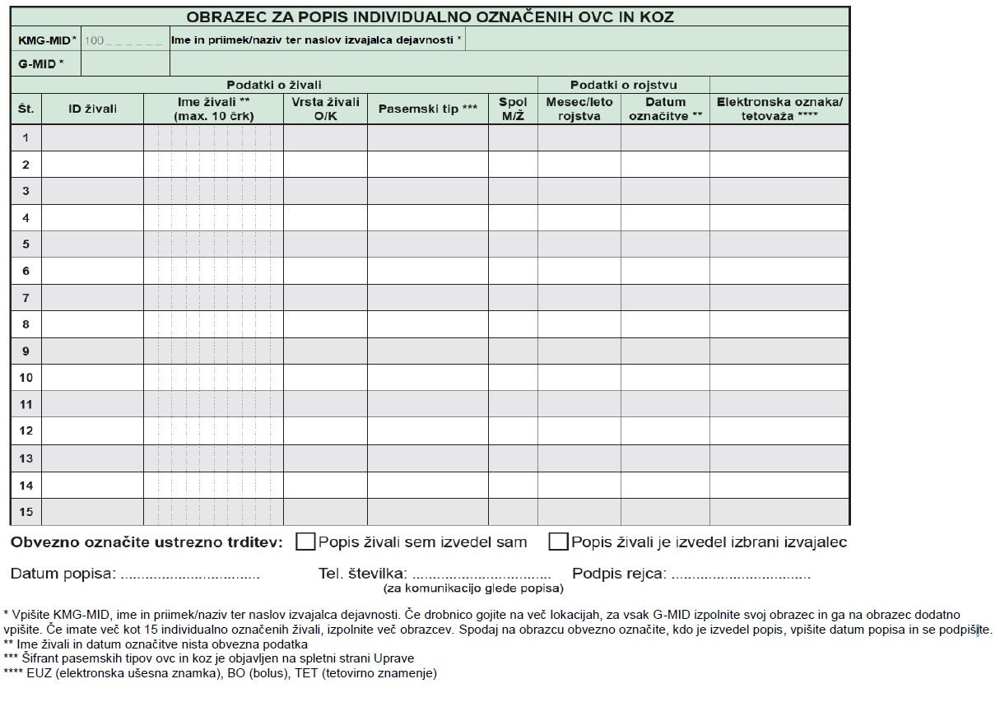 OBRAZEC ZA POPIS INDIVIDUALNO OZNAČENIH OVC IN KOZ
KMG-MID* 100_ _ _ _ _ _ Ime in priimek/naziv ter naslov izvajalca dejavnosti *
G-MID *
Podatki o živali Podatki o rojstvu
Št. ID živali Ime živali ** (max. 10 črk) Vrsta živali O/K Pasemski tip *** Spol M/Ž Mesec/leto rojstva Datum označitve ** Elektronska oznaka/ tetovaža ****
1
2
3
4
5
6
7
8
9
10
11
12
13
14
15
Obvezno označite ustrezno trditev: Popis živali sem izvedel sam Popis živali je izvedel izbrani izvajalec
Datum popisa: ................................ Tel. številka: ................................ Podpis rejca: ................................
(za komunikacijo glede popisa)
* Vpišite KMG-MID, ime in priimek/naziv ter naslov izvajalca dejavnosti. Če drobnico gojite na več lokacijah, za vsak G-MID izpolnite svoj obrazec in ga na obrazec dodatno
vpišite. Če imate več kot 15 individualno označenih živali, izpolnite več obrazcev. Spodaj na obrazcu obvezno označite, kdo je izvedel popis, vpišite datum popisa in se podpišite.
** Ime živali in datum označitve nista obvezna podatka
*** Šifrant pasemskih tipov ovc in koz je objavljen na spletni strani Uprave
**** EUZ (elektronska ušesna znamka), BO (bolus), TET (tetovirno znamenje)